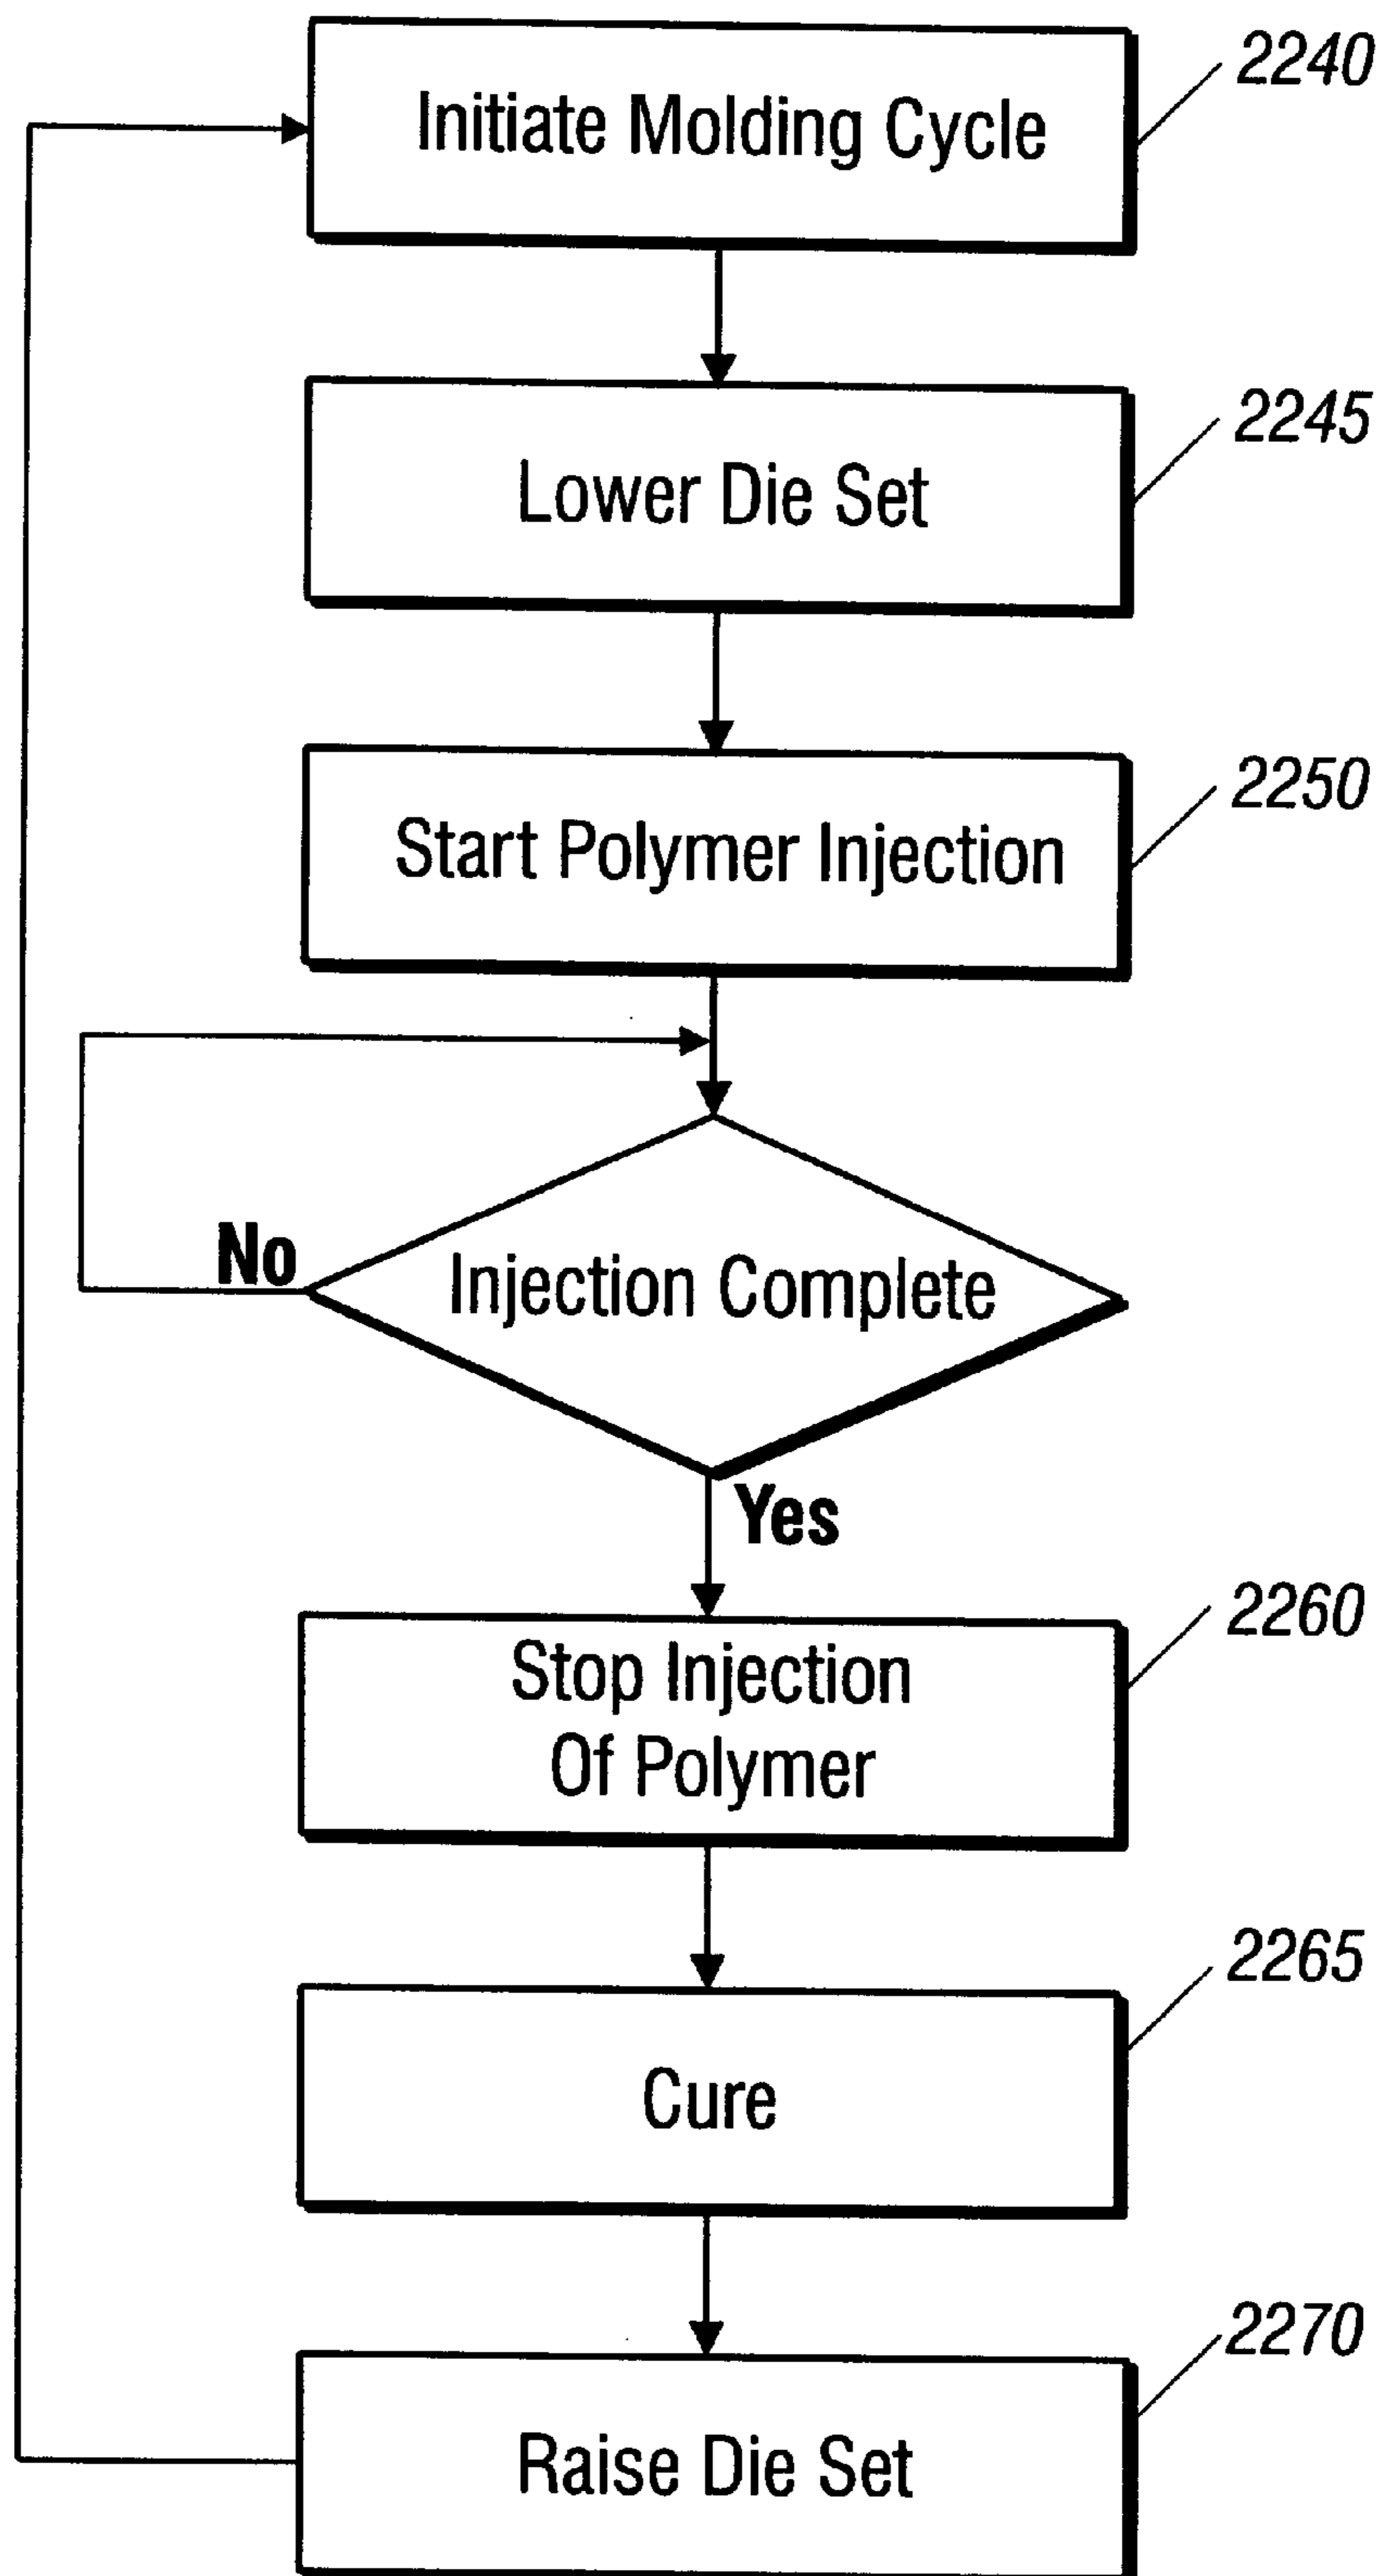 Initiate Molding Cycle
2240
Lower Die Set
2245
Start Polymer Injection
2250
No
Injection Complete
Yes
Stop Injection
Of Polymer
2260
Cure
2265
Raise Die Set
2270